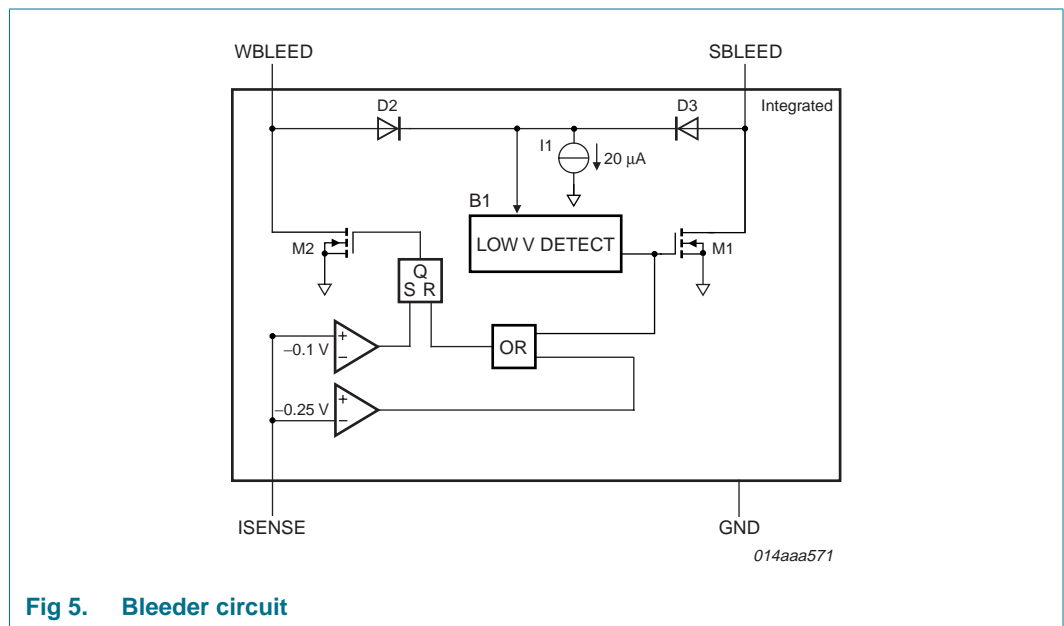 WBLEED SBLEED
D2 D3 Integrated
I1 20 μA
B1
LOW V DETECT
M2 M1
Q
S R
+
−0.1 V
−
OR
+
−0.25 V
−
ISENSE GND
014aaa571
Fig 5. Bleeder circuit